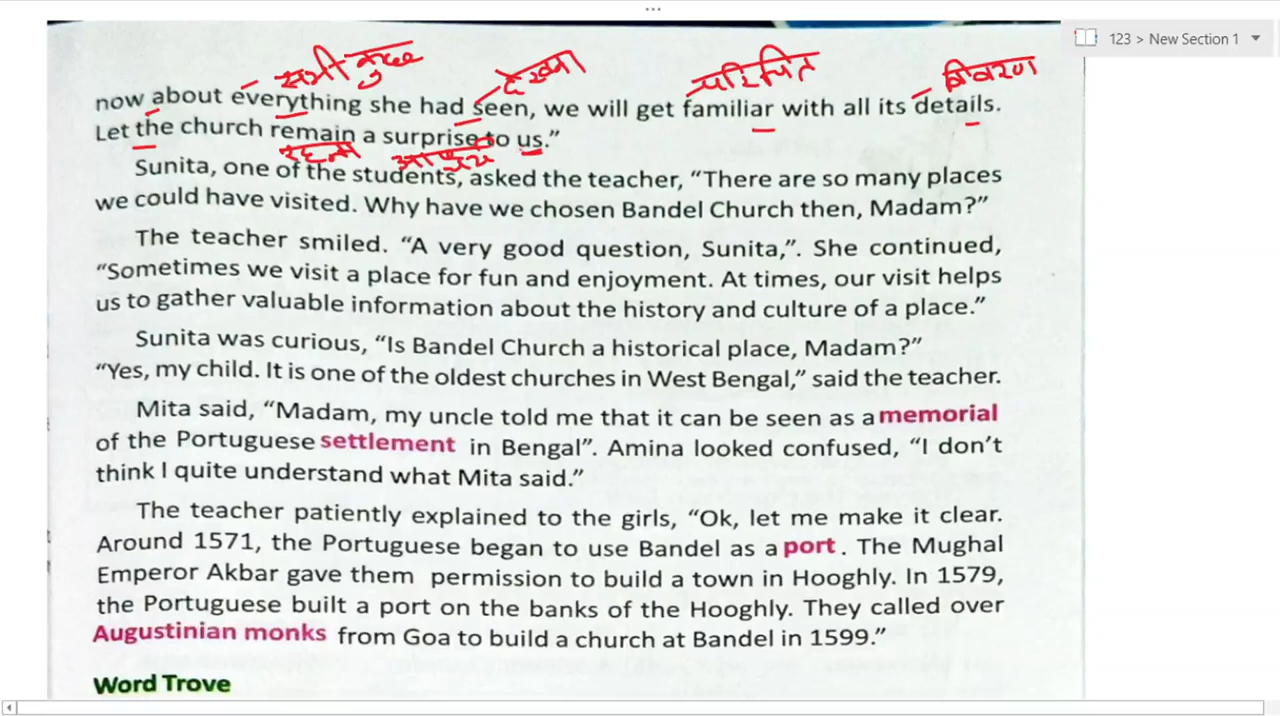 123 > New Section 1
सभी कुछ देखना परिचित विवरण
now about everything she had seen, we will get familiar with all its details.
Let the church remain a surprise to us.”
रहना आश्चर्य
Sunita, one of the students, asked the teacher, “There are so many places
we could have visited. Why have we chosen Bandel Church then, Madam?”
The teacher smiled. “A very good question, Sunita,”. She continued,
“Sometimes we visit a place for fun and enjoyment. At times, our visit helps
us to gather valuable information about the history and culture of a place.”
Sunita was curious, “Is Bandel Church a historical place, Madam?”
“Yes, my child. It is one of the oldest churches in West Bengal,” said the teacher.
Mita said, “Madam, my uncle told me that it can be seen as a memorial
of the Portuguese settlement in Bengal”. Amina looked confused, “I don’t
think I quite understand what Mita said.”
The teacher patiently explained to the girls, “Ok, let me make it clear.
Around 1571, the Portuguese began to use Bandel as a port . The Mughal
Emperor Akbar gave them permission to build a town in Hooghly. In 1579,
the Portuguese built a port on the banks of the Hooghly. They called over
Augustinian monks from Goa to build a church at Bandel in 1599.”
Word Trove